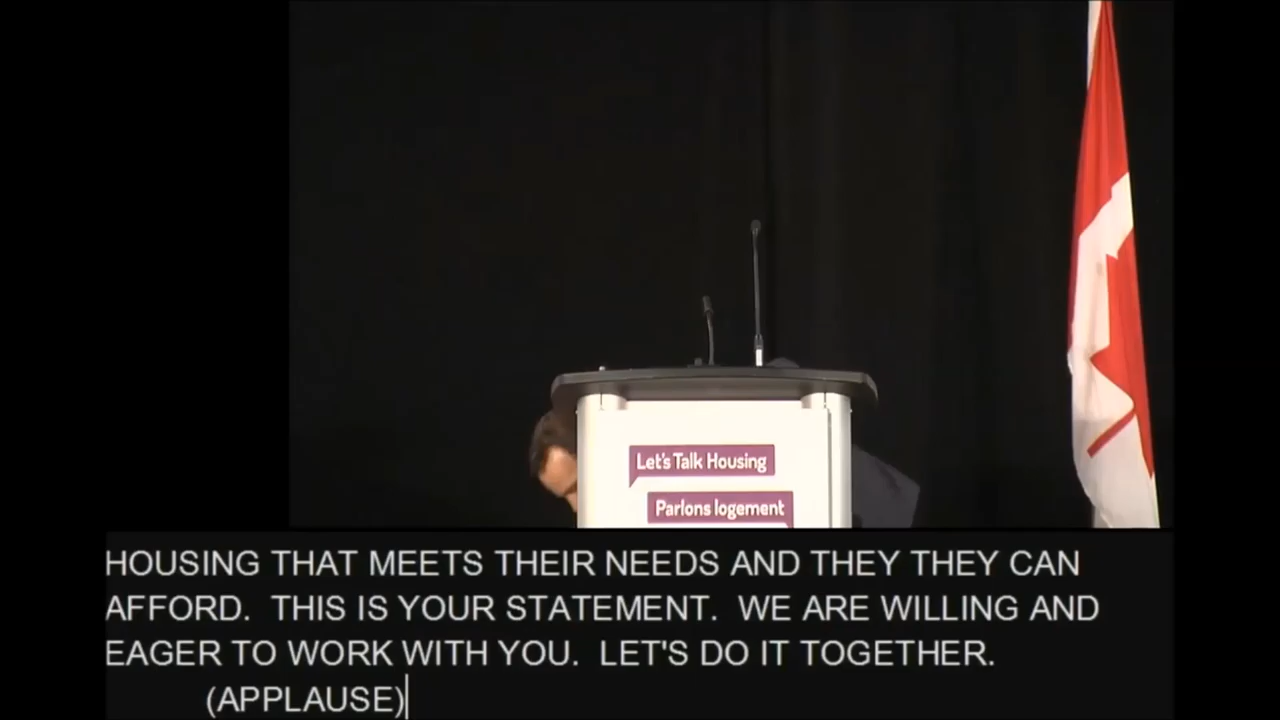 Let's Talk Housing
Parlons logement
HOUSING THAT MEETS THEIR NEEDS AND THEY THEY CAN
AFFORD. THIS IS YOUR STATEMENT. WE ARE WILLING AND
EAGER TO WORK WITH YOU. LET'S DO IT TOGETHER.
(APPLAUSE)